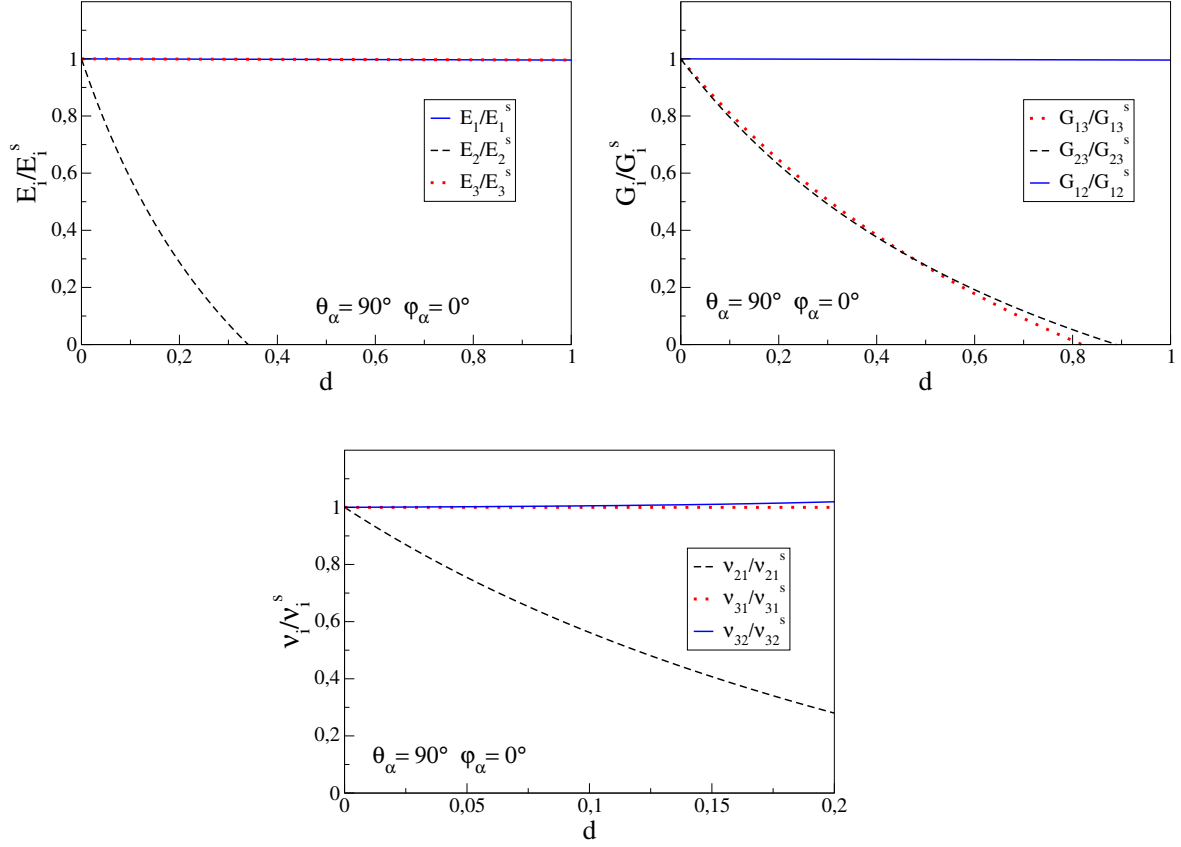 E_i/E_i^s
1
0,8
0,6
0,4
0,2
0
E_1/E_1^s
E_2/E_2^s
E_3/E_3^s
θ_α= 90° φ_α= 0°
0 0,2 0,4 0,6 0,8 1
d
G_i/G_i^s
1
0,8
0,6
0,4
0,2
0
G_13/G_13^s
G_23/G_23^s
G_12/G_12^s
θ_α= 90° φ_α= 0°
0 0,2 0,4 0,6 0,8 1
d
ν_i/ν_i^s
1
0,8
0,6
0,4
0,2
0
ν_21/ν_21^s
ν_31/ν_31^s
ν_32/ν_32^s
θ_α= 90° φ_α= 0°
0 0,05 0,1 0,15 0,2
d